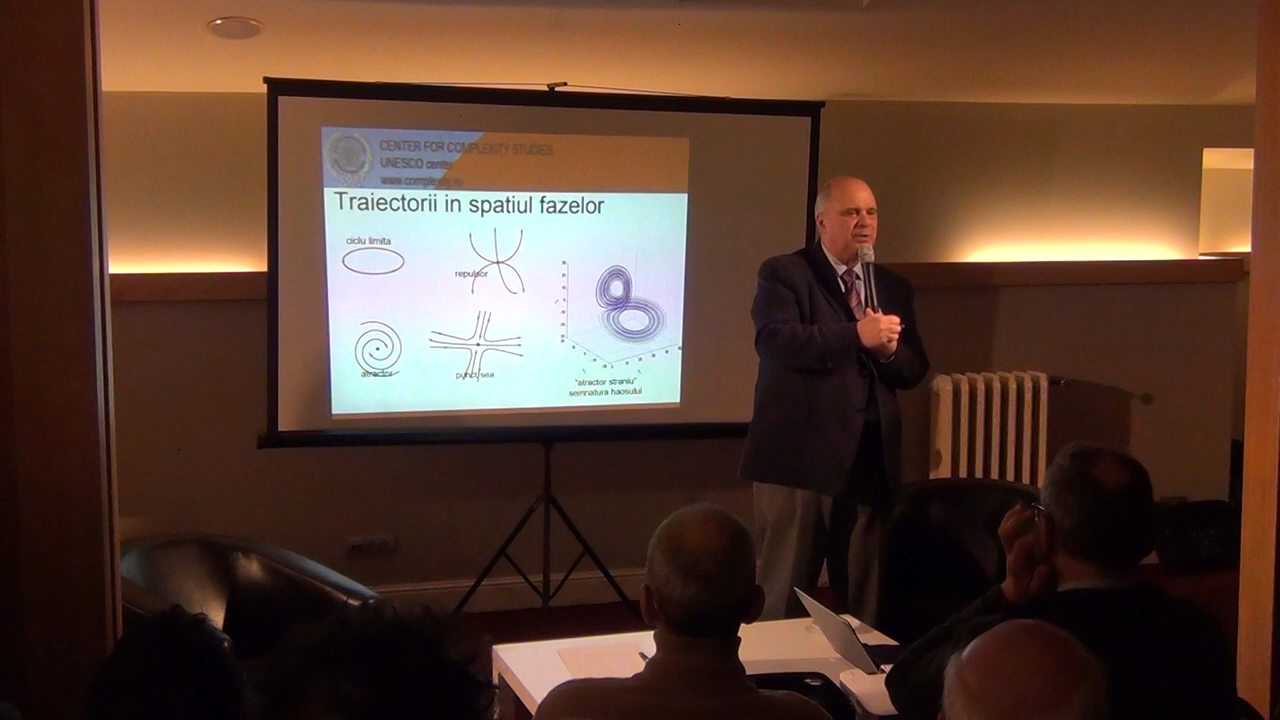 CENTER FOR COMPLEXITY STUDIES
UNESCO center
Traiectorii in spatiul fazelor
ciclu limita
repulsor
atractor
punct sea
"atractor straniu"
semnatura haosului